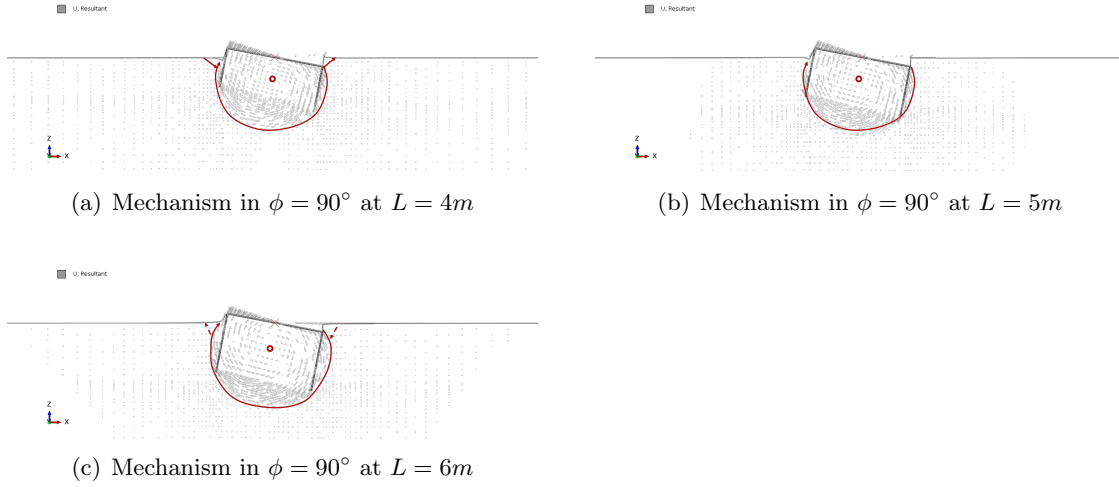 U, Resultant
U, Resultant
Z
X
Z
X
(a) Mechanism in ϕ = 90° at L = 4m
(b) Mechanism in ϕ = 90° at L = 5m
U, Resultant
Z
X
(c) Mechanism in ϕ = 90° at L = 6m